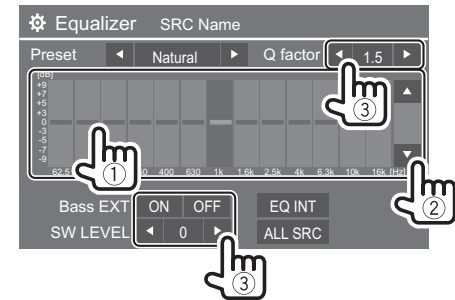 Equalizer SRC Name
Preset ◄ Natural ► Q factor ◄ 1.5 ►
[dB]
+9
+7
+5
+3
0
-3
-5
-7
-9
62.5 400 630 1k 1.6k 2.5k 4k 6.3k 10k 16k [Hz]
Bass EXT ON OFF EQ INT
SW LEVEL ◄ 0 ► ALL SRC
①
②
③
③